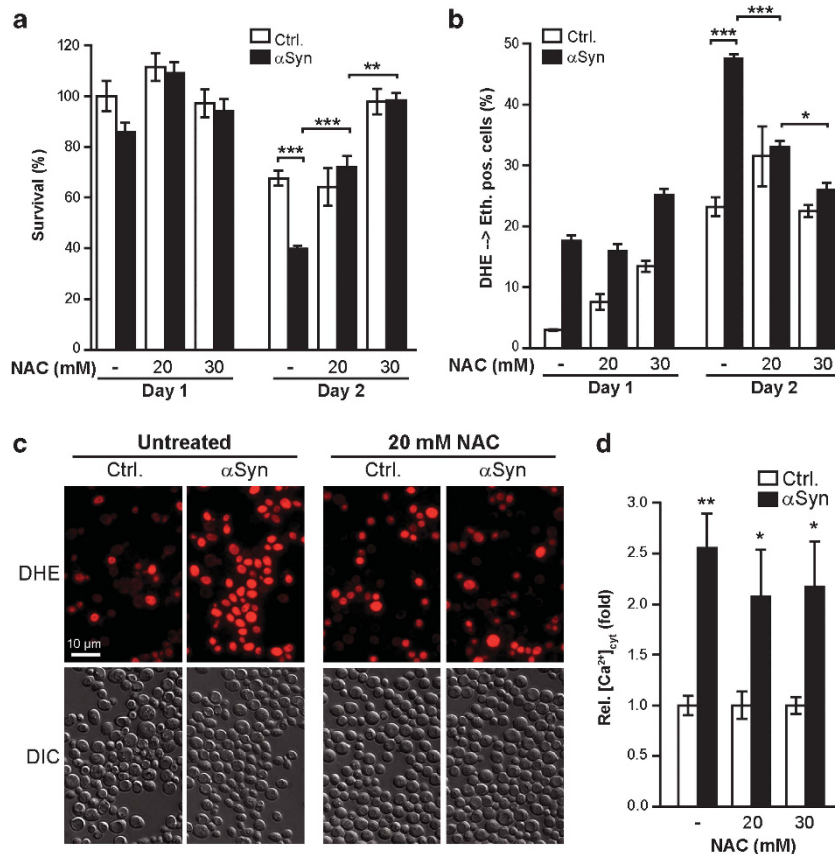 a
Ctrl.
αSyn
120
100
80
60
40
20
0
Survival (%)
***
***
**
NAC (mM)
- 20 30 - 20 30
Day 1 Day 2
b
Ctrl.
αSyn
50
40
30
20
10
0
DHE --> Eth. pos. cells (%)
***
***
*
NAC (mM)
- 20 30 - 20 30
Day 1 Day 2
c
Untreated 20 mM NAC
Ctrl. αSyn Ctrl. αSyn
DHE
10 µm
DIC
d
Ctrl.
αSyn
3.0
2.5
2.0
1.5
1.0
0.5
0.0
Rel. [Ca²⁺]cyt (fold)
**
*
*
- 20 30
NAC (mM)